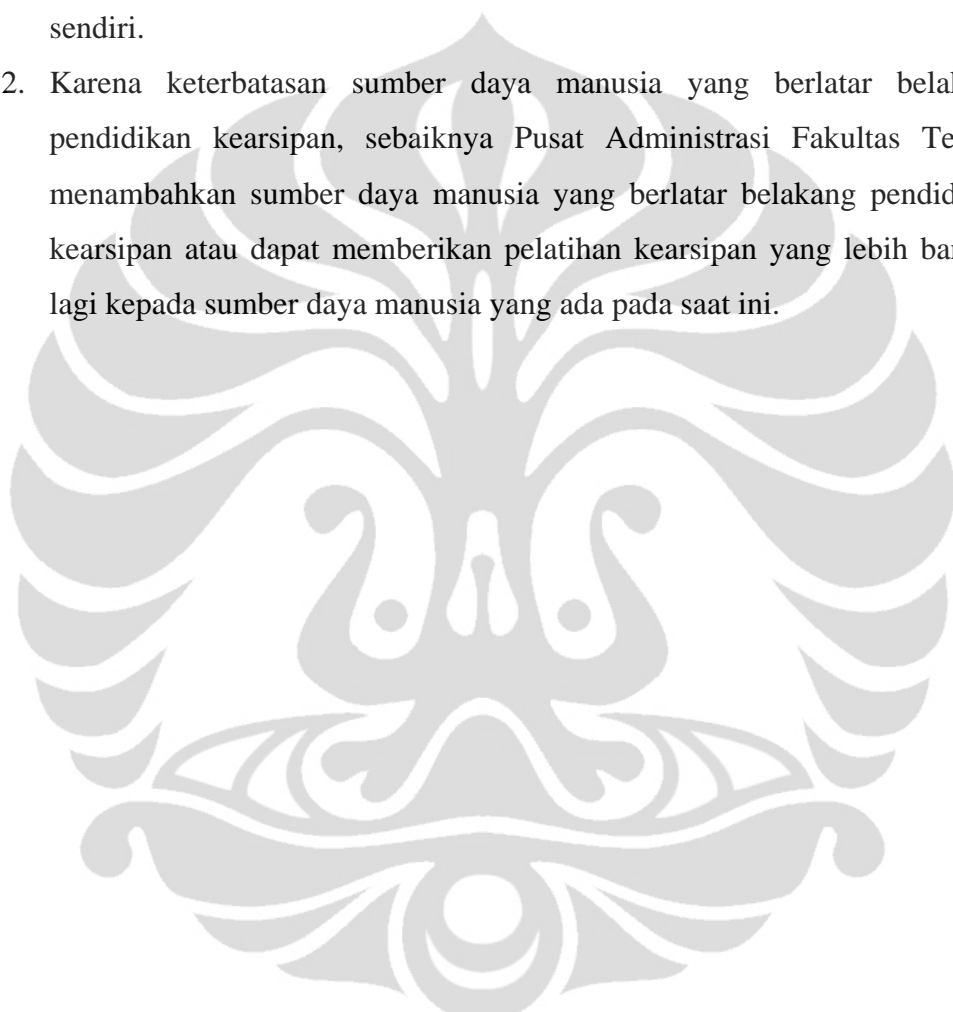 sendiri.
2. Karena keterbatasan sumber daya manusia yang berlatar
pendidikan kearsipan, sebaiknya Pusat Administrasi Fakultas
menambahkan sumber daya manusia yang berlatar belakang
kearsipan atau dapat memberikan pelatihan kearsipan yang lebih
lagi kepada sumber daya manusia yang ada pada saat ini.